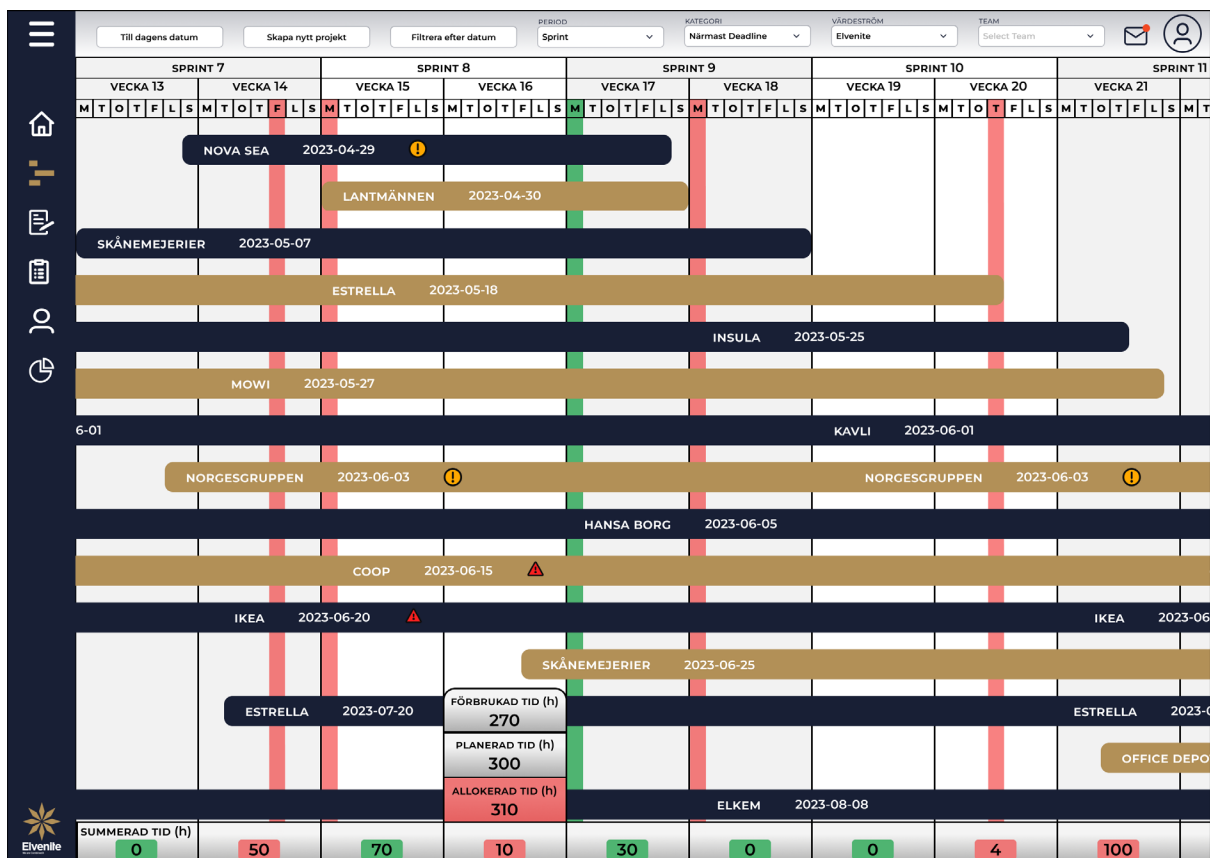 PERIOD KATEGORI VÄRDESTRÖM TEAM
Till dagens datum Skapa nytt projekt Filtrera efter datum Sprint Närmast Deadline Elvenite Select Team
SPRINT 7 SPRINT 8 SPRINT 9 SPRINT 10 SPRINT 11
VECKA 13 VECKA 14 VECKA 15 VECKA 16 VECKA 17 VECKA 18 VECKA 19 VECKA 20 VECKA 21
M T O T F L S M T O T F L S M T O T F L S M T O T F L S M T O T F L S M T O T F L S M T O T F L S M T O T F L S M T O T F L S M T
NOVA SEA 2023-04-29
LANTMÄNNEN 2023-04-30
SKÅNEMEJERIER 2023-05-07
ESTRELLA 2023-05-18
INSULA 2023-05-25
MOWI 2023-05-27
6-01 KAVLI 2023-06-01
NORGESGRUPPEN 2023-06-03 NORGESGRUPPEN 2023-06-03
HANSA BORG 2023-06-05
COOP 2023-06-15
IKEA 2023-06-20 IKEA 2023-06
SKÅNEMEJERIER 2023-06-25
ESTRELLA 2023-07-20 ESTRELLA 2023-0
FÖRBRUKAD TID (h)
270
PLANERAD TID (h)
300
OFFICE DEPO
ALLOKERAD TID (h)
310
ELKEM 2023-08-08
SUMMERAD TID (h)
0 50 70 10 30 0 0 4 100
Elvenite